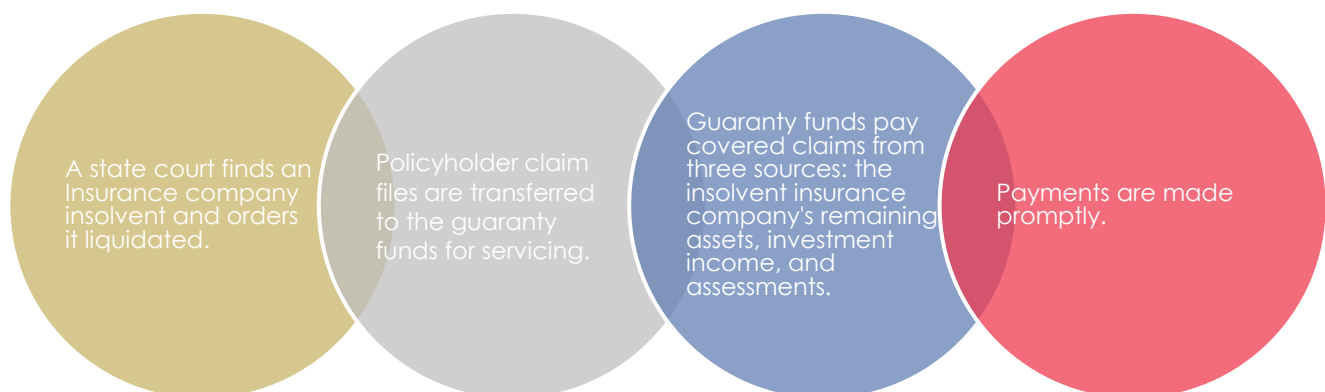 A state court finds an
Insurance company
insolvent and orders
it liquidated.
Policyholder claim
files are transferred
to the guaranty
funds for servicing.
Guaranty funds pay
covered claims from
three sources: the
insolvent insurance
company's remaining
assets, investment
income, and
assessments.
Payments are made
promptly.